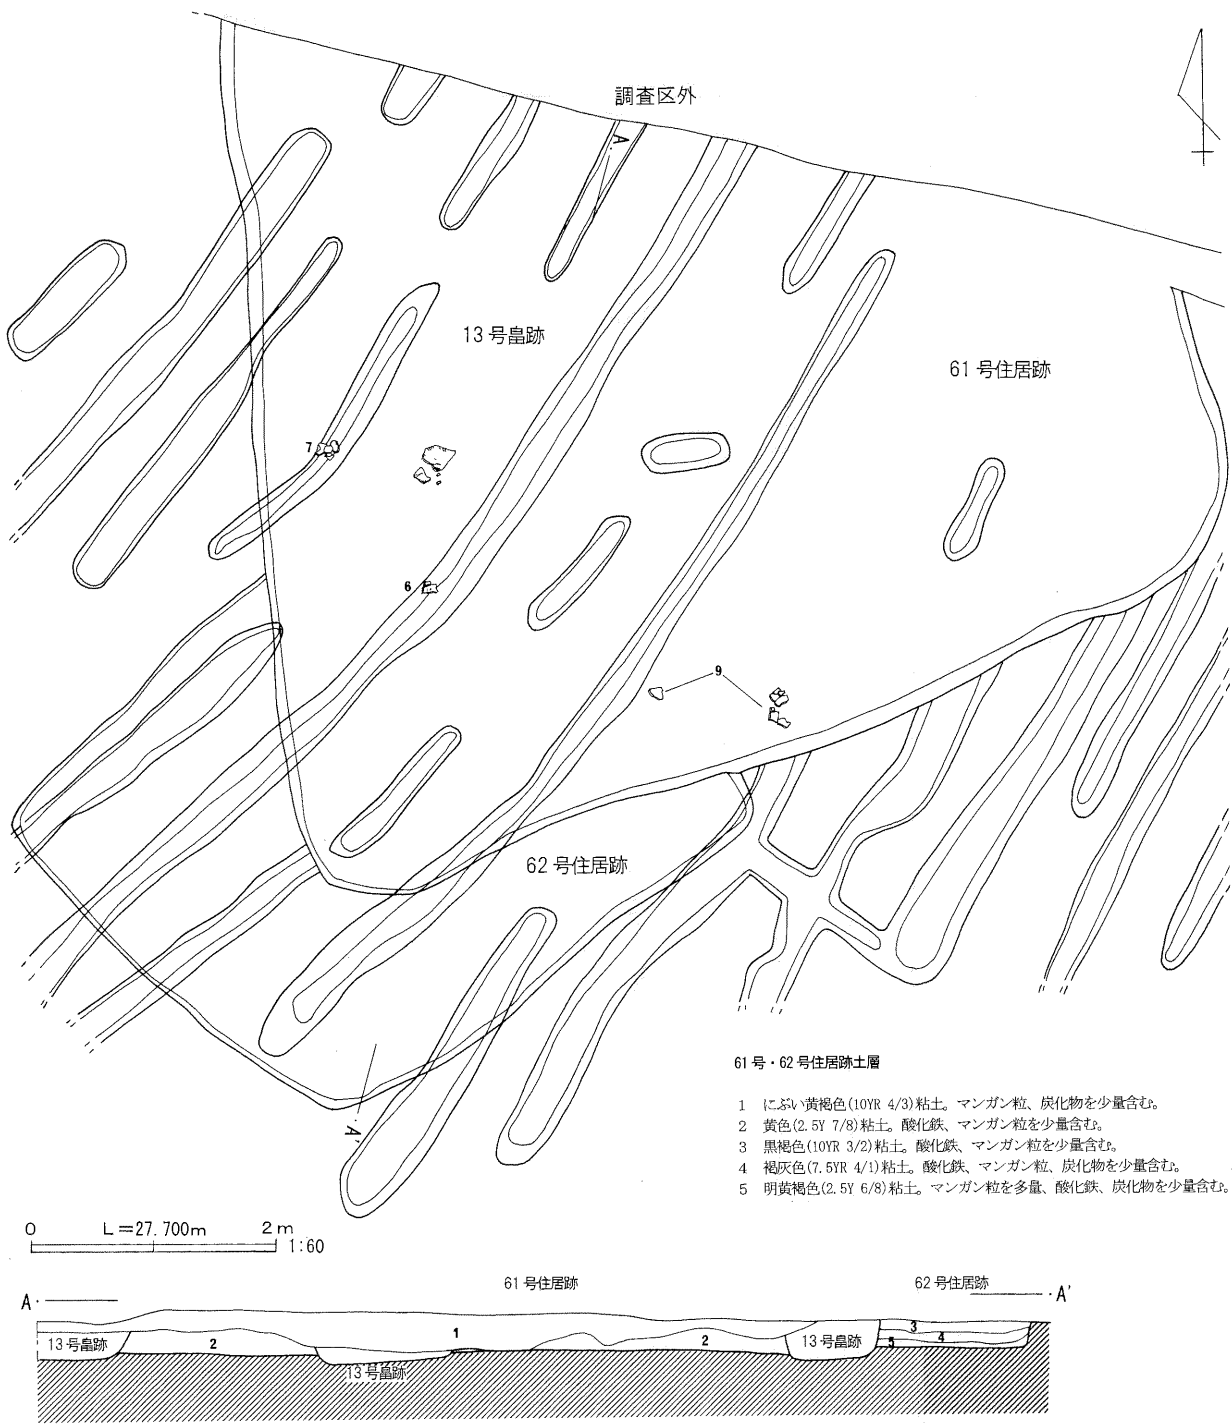 調査区外
A
13号畠跡
61号住居跡
7
6
9
62号住居跡
A'
61号・62号住居跡土層
1 にぶい黄褐色(10YR 4/3)粘土。マンガン粒、炭化物を少量含む。
2 黄色(2.5Y 7/8)粘土。酸化鉄、マンガン粒を少量含む。
3 黒褐色(10YR 3/2)粘土。酸化鉄、マンガン粒を少量含む。
4 褐灰色(7.5YR 4/1)粘土。酸化鉄、マンガン粒、炭化物を少量含む。
5 明黄褐色(2.5Y 6/8)粘土。マンガン粒を多量、酸化鉄、炭化物を少量含む。
0 L=27.700m 2m
1:60
61号住居跡 62号住居跡
A A'
13号畠跡 2 1 2 13号畠跡 3 5 4
13号畠跡